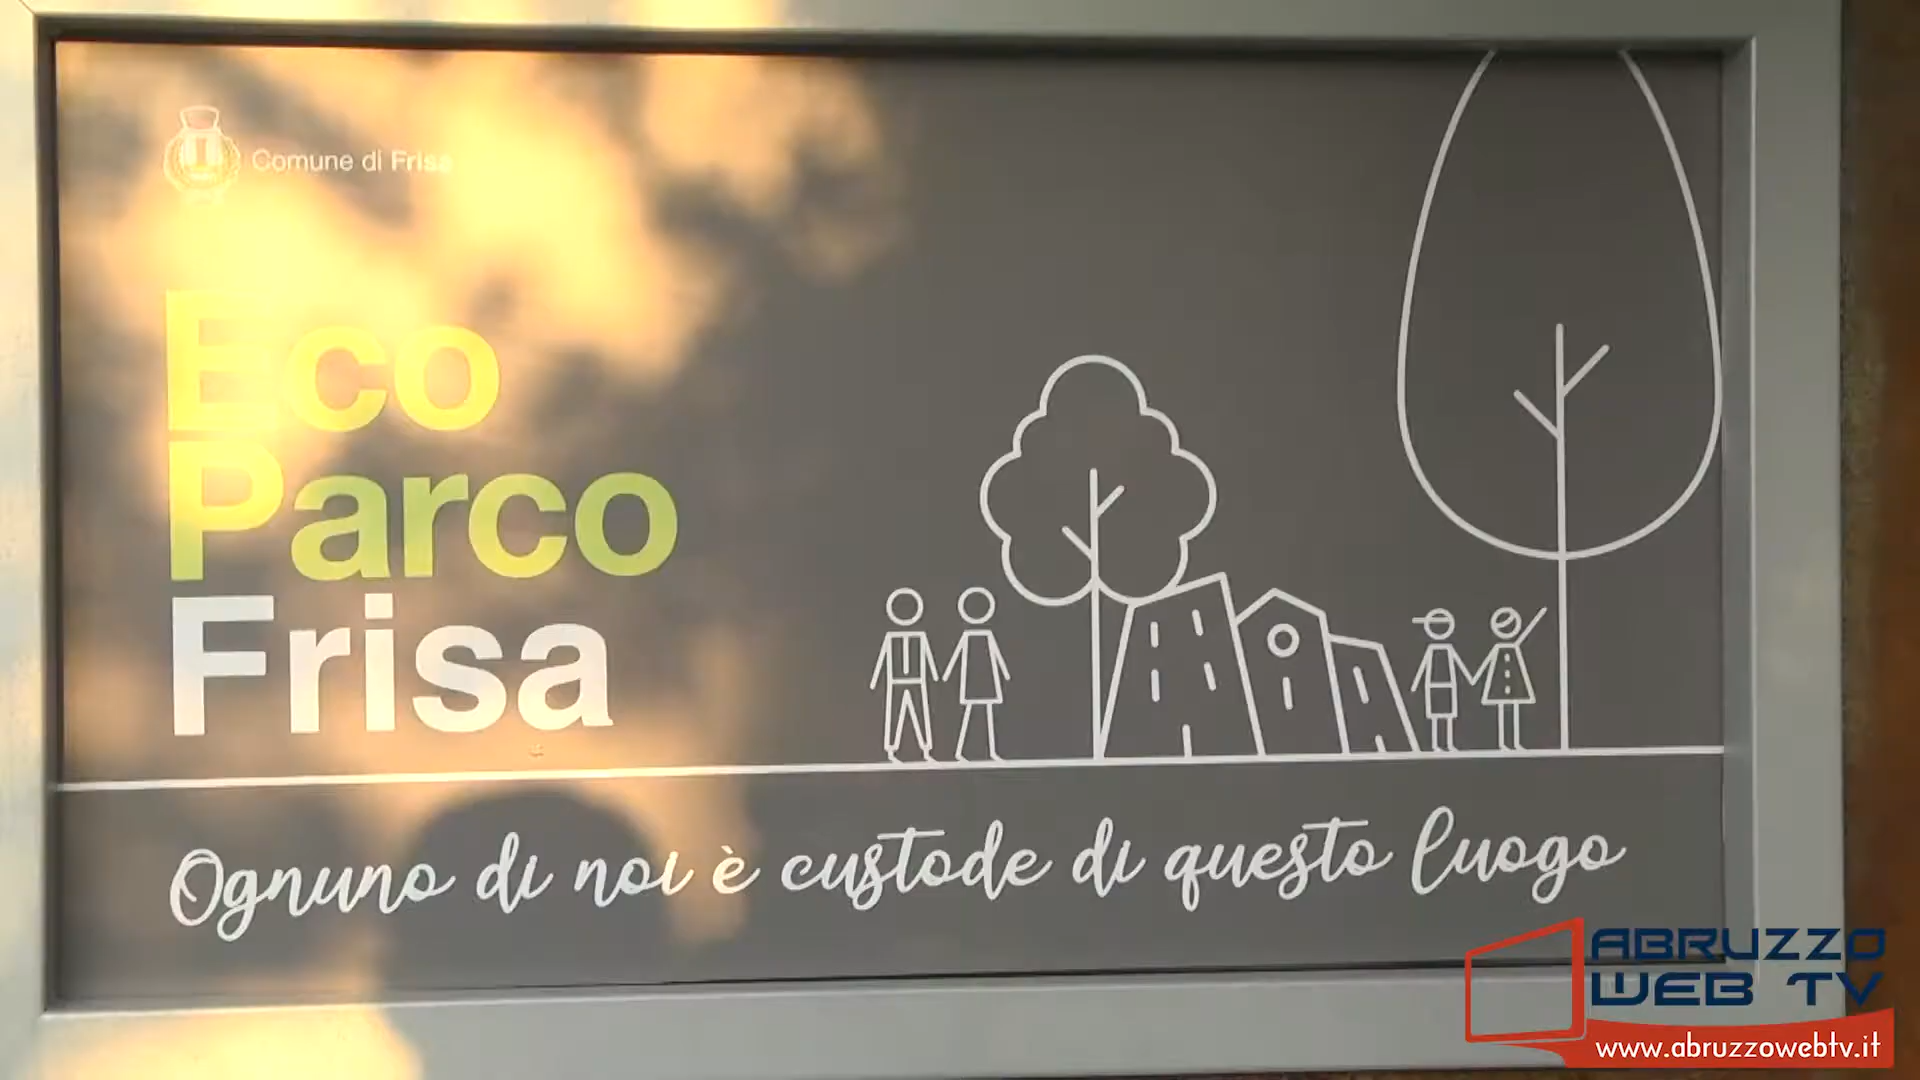 Comune di Frisa
Eco
Parco
Frisa
Ognuno di noi è custode di questo luogo
ABRUZZO
WEB TV
www.abruzzowebtv.it